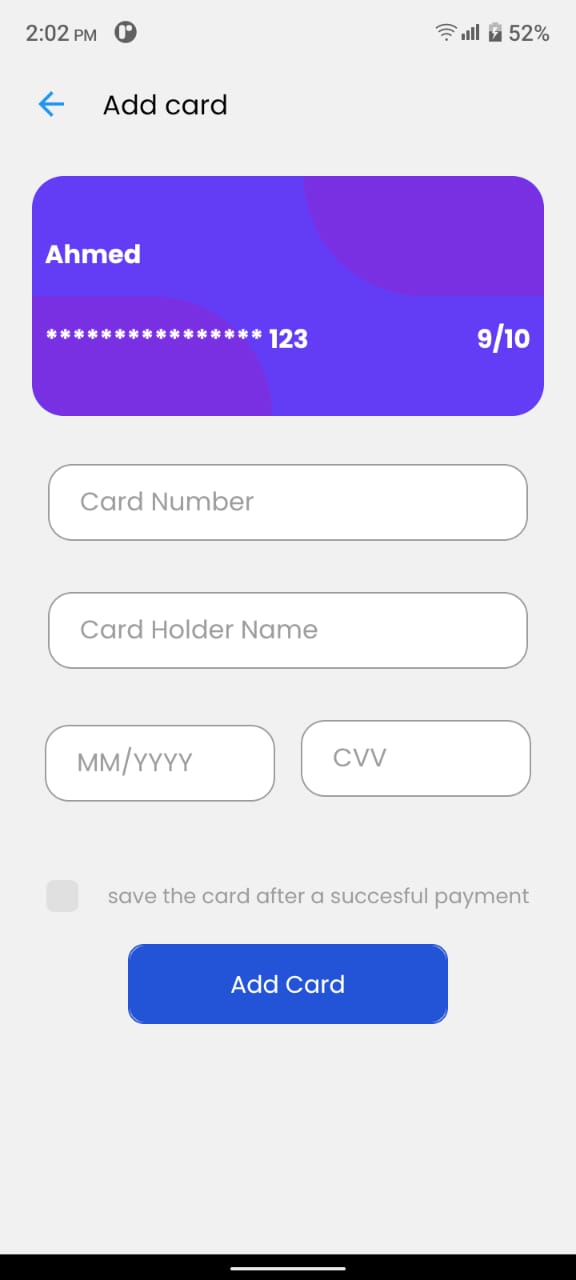 2:02 PM 52%
Add card
Ahmed
**************** 123 9/10
Card Number
Card Holder Name
MM/YYYY CVV
save the card after a succesful payment
Add Card